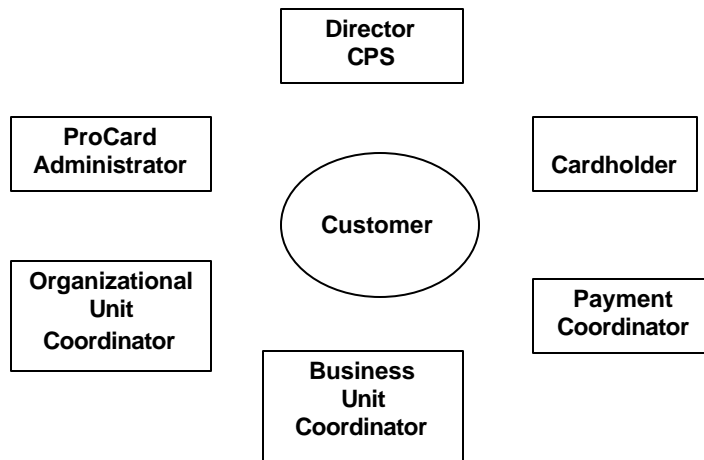 Director
CPS
ProCard
Administrator
Cardholder
Customer
Organizational
Unit
Coordinator
Payment
Coordinator
Business
Unit
Coordinator